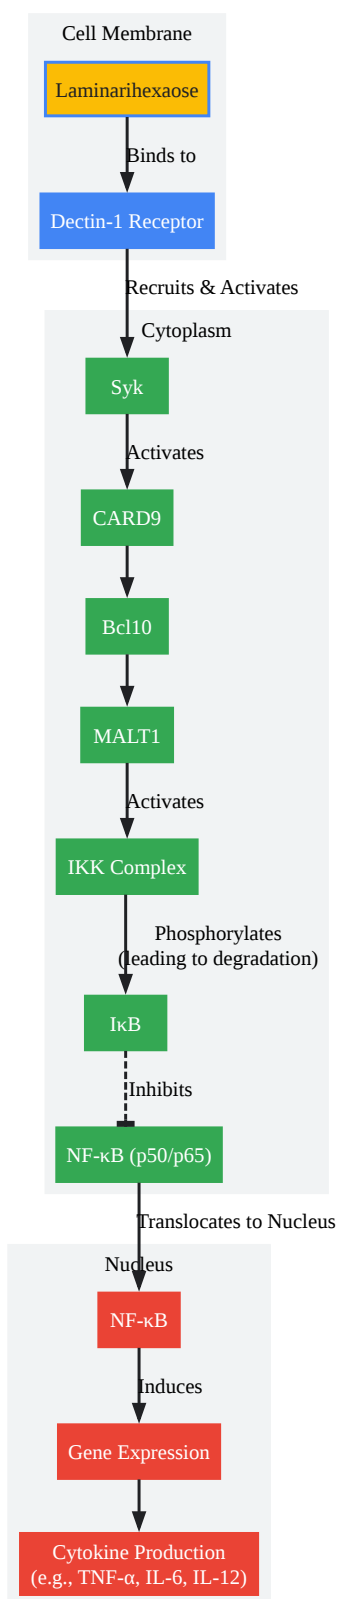 Cell Membrane
Laminarihexaose
Binds to
Dectin-1 Receptor
Recruits & Activates
Cytoplasm
Syk
Activates
CARD9
Bcl10
MALT1
Activates
IKK Complex
Phosphorylates
(leading to degradation)
IκB
Inhibits
NF-κB (p50/p65)
Translocates to Nucleus
Nucleus
NF-κB
Induces
Gene Expression
Cytokine Production
(e.g., TNF-α, IL-6, IL-12)